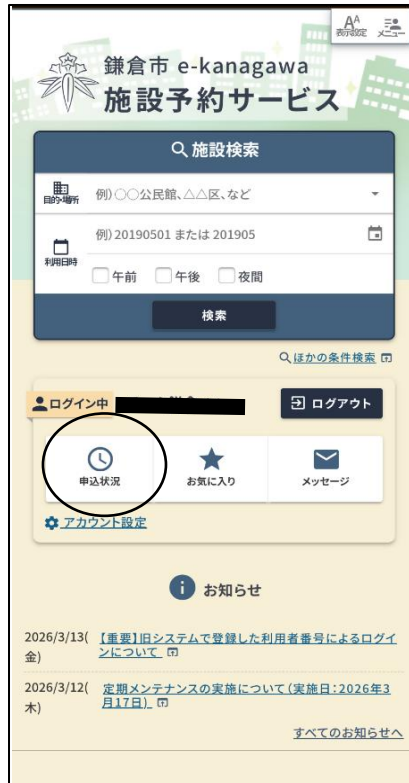 AA
表示設定 メニュー
鎌倉市 e-kanagawa
施設予約サービス
施設検索
目的・場所 例)○○公民館、△△区、など
利用日時 例)20190501 または 201905
午前 午後 夜間
検索
ほかの条件検索
ログイン中 ログアウト
申込状況 お気に入り メッセージ
アカウント設定
お知らせ
2026/3/13( 【重要】旧システムで登録した利用者番号によるログイ
金) ンについて
2026/3/12( 定期メンテナンスの実施について(実施日:2026年3
木) 月17日)
すべてのお知らせへ